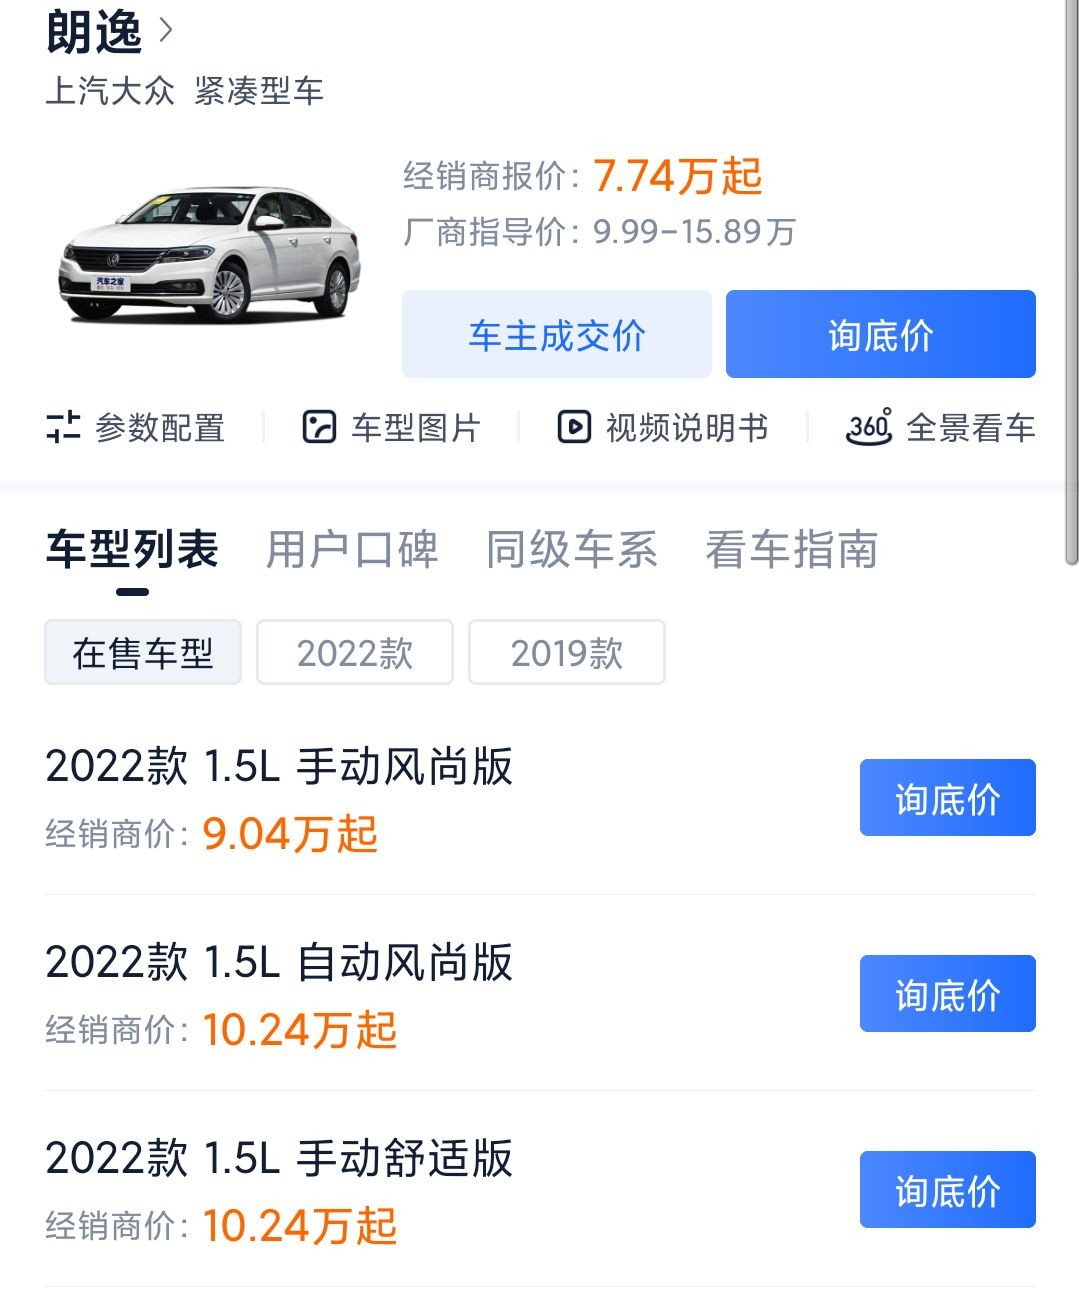 朗逸
上汽大众 紧凑型车
经销商报价：7.74万起
厂商指导价：9.99-15.89万
汽车之家
车主成交价
询底价
参数配置
车型图片
视频说明书
360° 全景看车
车型列表 用户口碑 同级车系 看车指南
在售车型 2022款 2019款
2022款 1.5L 手动风尚版
经销商价：9.04万起
询底价
2022款 1.5L 自动风尚版
经销商价：10.24万起
询底价
2022款 1.5L 手动舒适版
经销商价：10.24万起
询底价